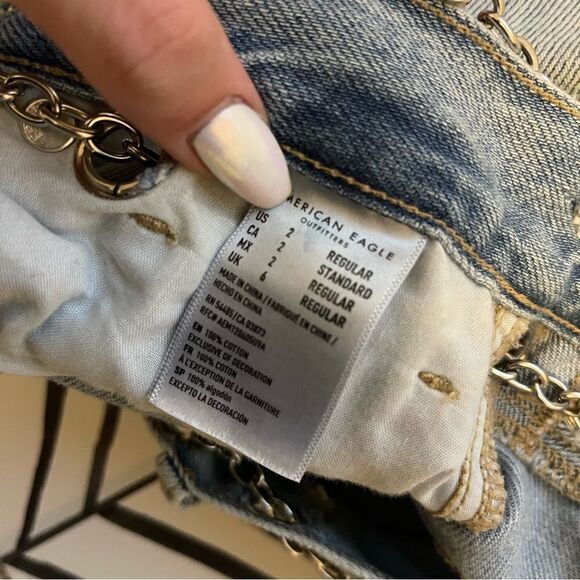 MERICAN EAGLE
OUTFITTERS
US 2 REGULAR
CA 2 STANDARD
MX 2 REGULAR
UK 6 REGULAR
MADE IN CHINA / FABRIQUÉ EN CHINE /
HECHO EN CHINA
RN 54485/CA 03873
EN 100% COTTON
EXCLUSIVE OF DECORATION
FR 100% COTON
À L'EXCEPTION DE LA GARNITURE
SP 100% algodón
EXCEPTO LA DECORACIÓN